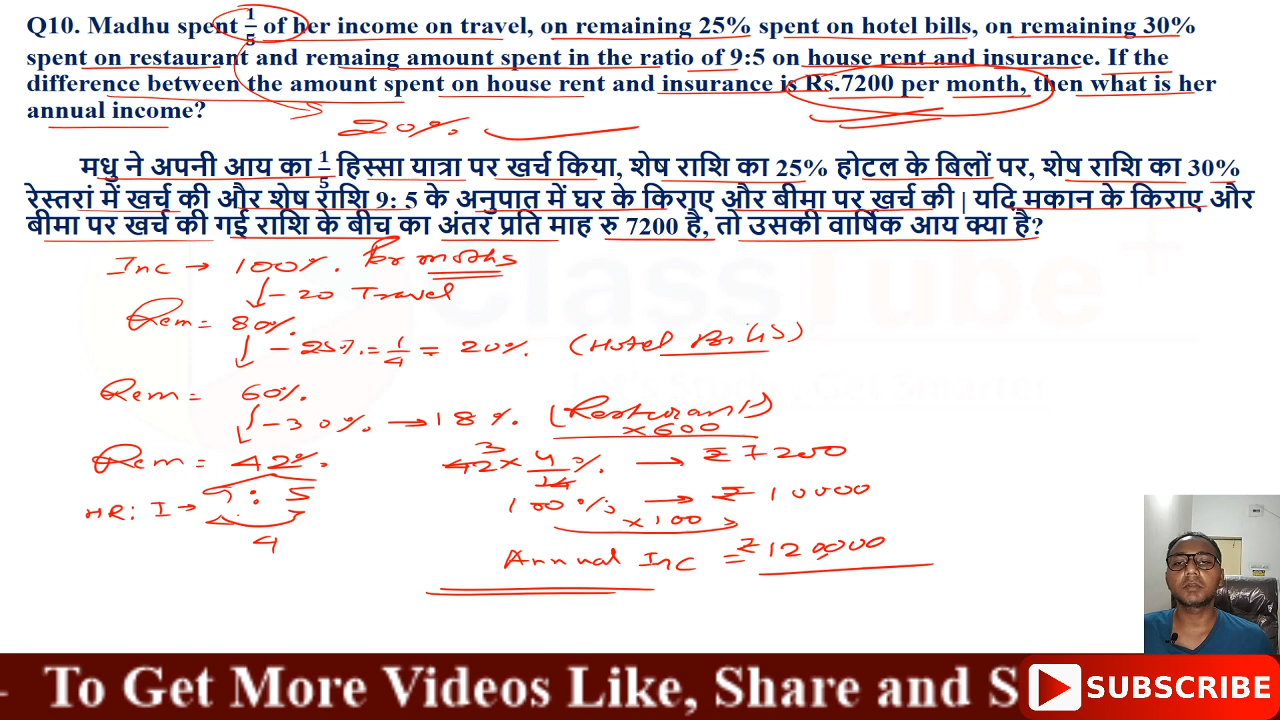 Q10. Madhu spent 1/5 of her income on travel, on remaining 25% spent on hotel bills, on remaining 30%
spent on restaurant and remaing amount spent in the ratio of 9:5 on house rent and insurance. If the
difference between the amount spent on house rent and insurance is Rs.7200 per month, then what is her
annual income?
20%.
मधु ने अपनी आय का 1/5 हिस्सा यात्रा पर खर्च किया, शेष राशि का 25% होटल के बिलों पर, शेष राशि का 30%
रेस्तरां में खर्च की और शेष राशि 9: 5 के अनुपात में घर के किराए और बीमा पर खर्च की | यदि मकान के किराए और
बीमा पर खर्च की गई राशि के बीच का अंतर प्रति माह रु 7200 है, तो उसकी वार्षिक आय क्या है?
Inc → 100%. Per months
- 20 Travel
Rem = 80%.
- 25% = 1/4 = 20%. (Hotel Bills)
Rem = 60%.
- 30%. → 18%. (Resturant)
×600
Rem = 42%.
42 × 4/14 % → ₹7200
3
HR: I → 9 : 5
100% → ₹10000
×100
4
Annual Inc = ₹120,000
ClassTube+
To Get More Videos Like, Share and S
SUBSCRIBE